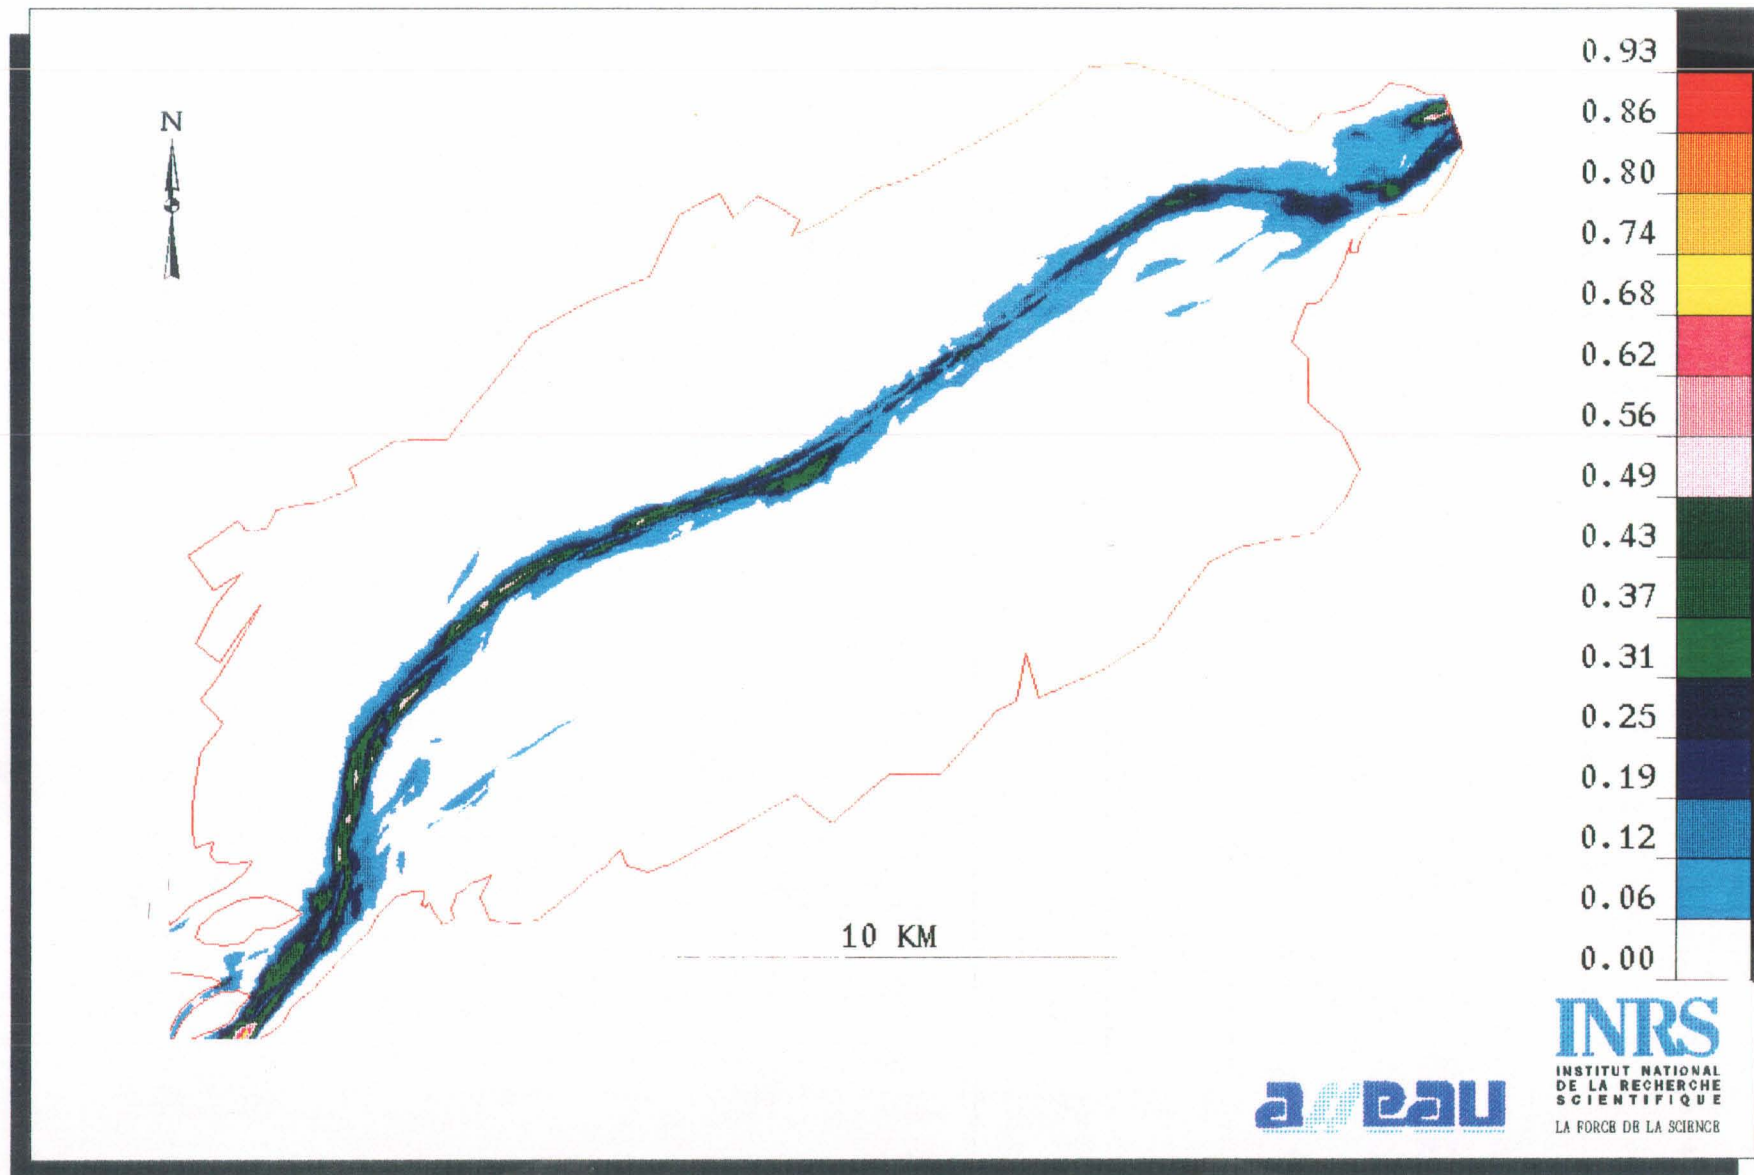 N
0.93
0.86
0.80
0.74
0.68
0.62
0.56
0.49
0.43
0.37
0.31
0.25
0.19
0.12
0.06
0.00
10 KM
INRS
INSTITUT NATIONAL
DE LA RECHERCHE
SCIENTIFIQUE
LA FORCE DE LA SCIENCE